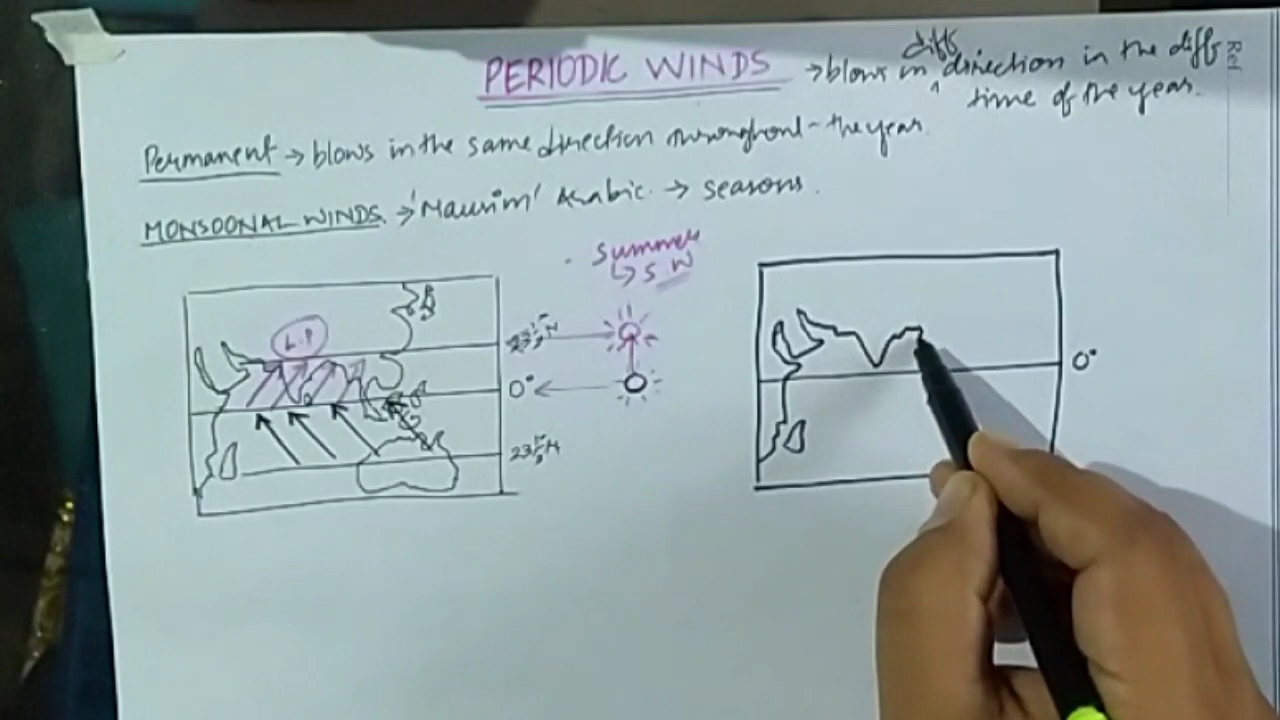 PERIODIC WINDS → blows in diff direction in the diff
time of the year.
Permanent → blows in the same direction throughout the year.
MONSOONAL WINDS → 'Mausim' Arabic → seasons.
Summer
↳ SW
L.P
23½°N
0°
23½°
0°